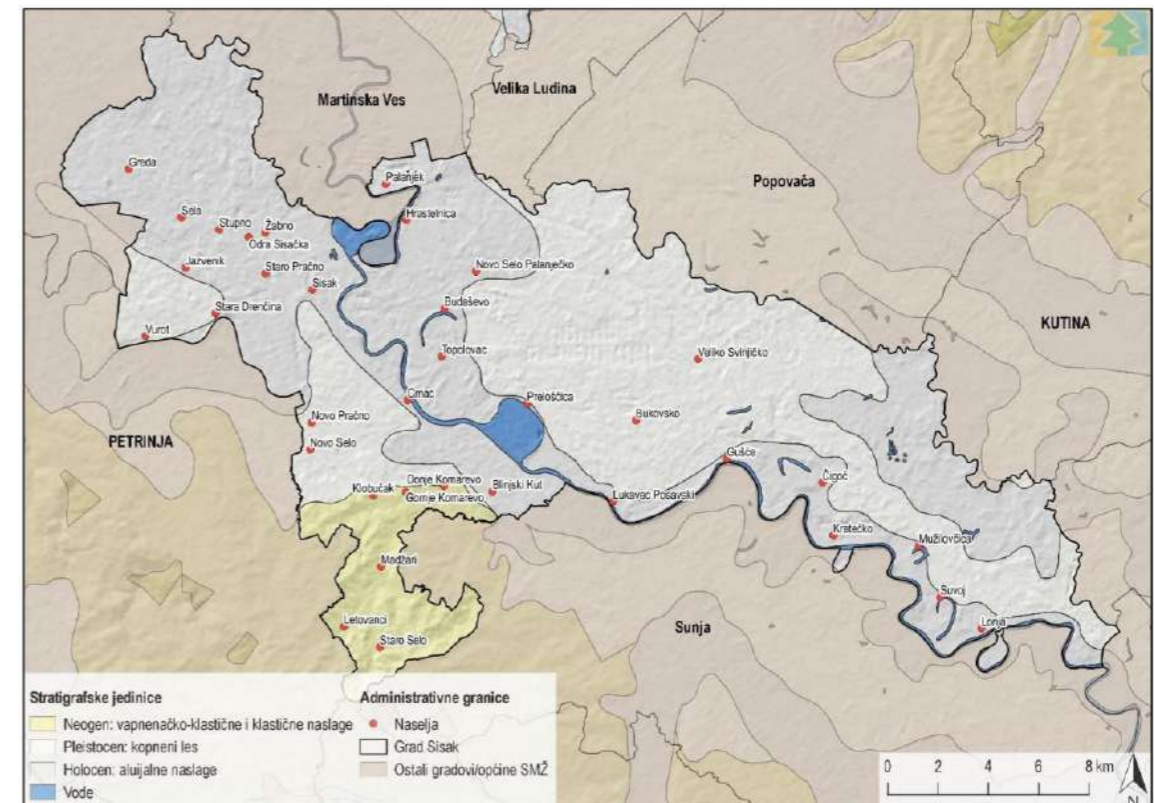 Martinska Ves
Velika Ludina
Popovača
KUTINA
PETRINJA
Sunja
Greda
Palanjek
Sela
Stupno
Žabno
Odra Sisačka
Hrastelnica
Jazvenik
Staro Pračno
Sisak
Novo Selo Palanječko
Stara Drenčina
Budaševo
Vurot
Topolovac
Veliko Svinjičko
Crnac
Preloščica
Bukovsko
Novo Pračno
Novo Selo
Gušće
Čigoč
Klobučak
Donje Komarevo
Gornje Komarevo
Blinjski Kut
Lukavec Posavski
Kratečko
Mužilovčica
Madžari
Suvoj
Letovanci
Lonja
Staro Selo
Stratigrafske jedinice
Neogen: vapnenačko-klastične i klastične naslage
Pleistocen: kopneni les
Holocen: aluijalne naslage
Vode
Administrativne granice
Naselja
Grad Sisak
Ostali gradovi/općine SMŽ
0 2 4 6 8 km
N